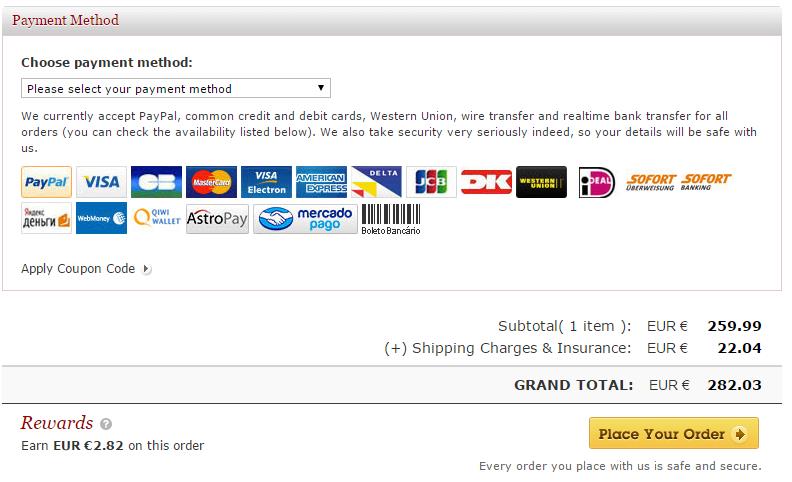 Payment Method
Choose payment method:
Please select your payment method
We currently accept PayPal, common credit and debit cards, Western Union, wire transfer and realtime bank transfer for all
orders (you can check the availability listed below). We also take security very seriously indeed, so your details will be safe with
us.
PayPal VISA CB MasterCard VISA Electron AMERICAN EXPRESS DELTA JCB DK WESTERN UNION iDEAL SOFORT ÜBERWEISUNG SOFORT BANKING
Яндекс деньги WebMoney QIWI WALLET AstroPay mercado pago Boleto Bancário
Apply Coupon Code
Subtotal( 1 item ): EUR € 259.99
(+) Shipping Charges & Insurance: EUR € 22.04
GRAND TOTAL: EUR € 282.03
Rewards ?
Earn EUR €2.82 on this order
Place Your Order
Every order you place with us is safe and secure.